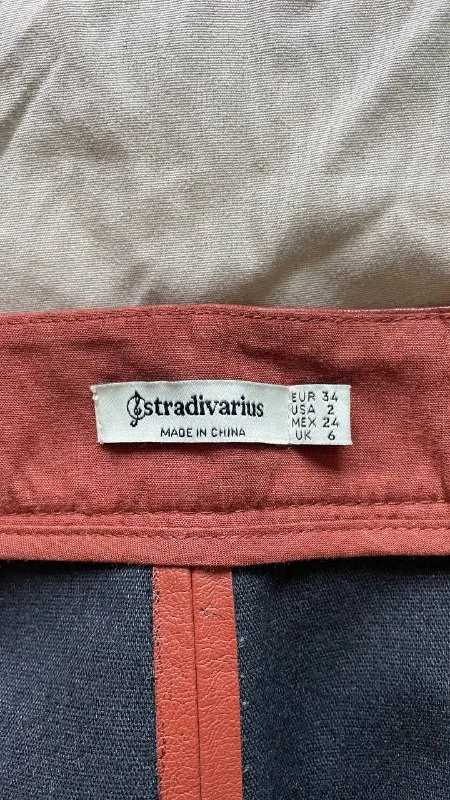 stradivarius
MADE IN CHINA
EUR 34
USA 2
MEX 24
UK 6